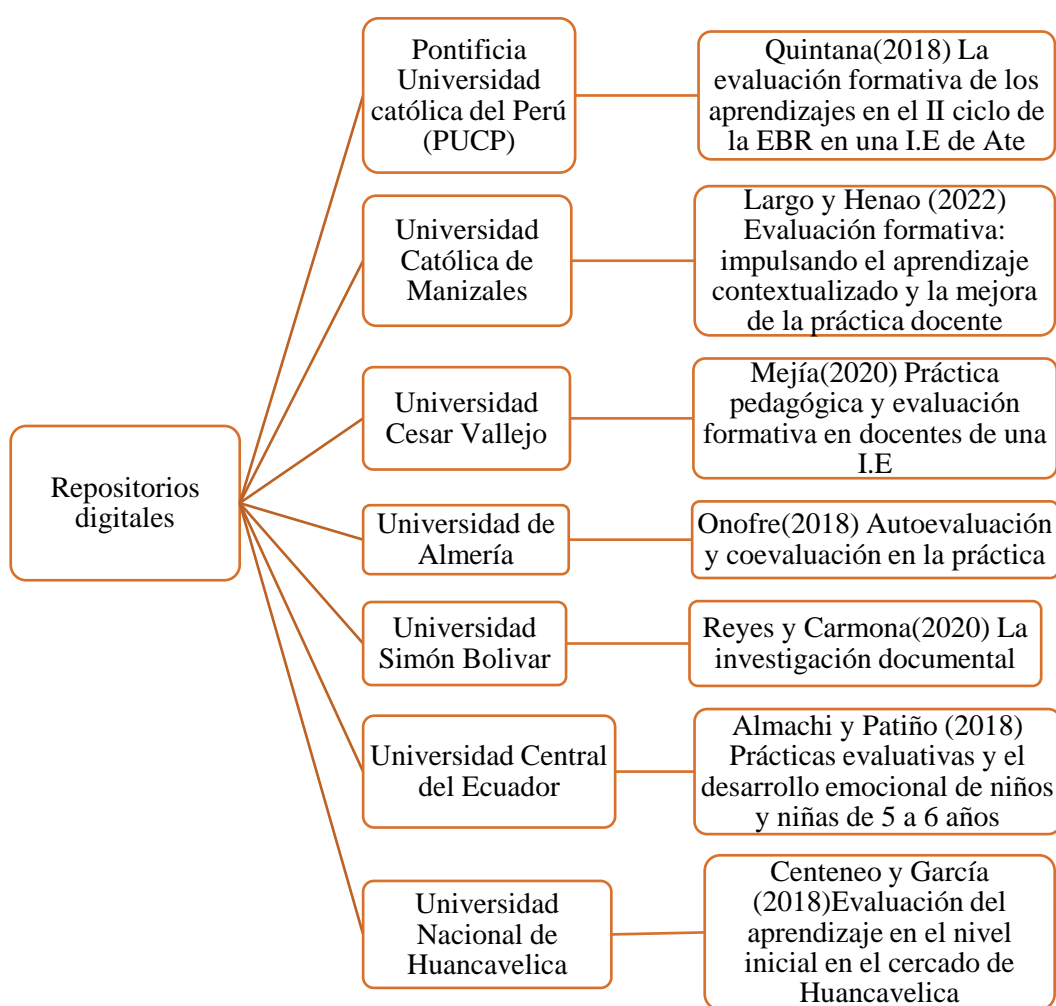 Repositorios
digitales
Pontificia
Universidad
católica del Perú
(PUCP)
Quintana(2018) La
evaluación formativa de los
aprendizajes en el II ciclo de
la EBR en una I.E de Ate
Universidad
Católica de
Manizales
Largo y Henao (2022)
Evaluación formativa:
impulsando el aprendizaje
contextualizado y la mejora
de la práctica docente
Universidad
Cesar Vallejo
Mejía(2020) Práctica
pedagógica y evaluación
formativa en docentes de una
I.E
Universidad de
Almería
Onofre(2018) Autoevaluación
y coevaluación en la práctica
Universidad
Simón Bolivar
Reyes y Carmona(2020) La
investigación documental
Universidad Central
del Ecuador
Almachi y Patiño (2018)
Prácticas evaluativas y el
desarrollo emocional de niños
y niñas de 5 a 6 años
Universidad
Nacional de
Huancavelica
Centeneo y García
(2018)Evaluación del
aprendizaje en el nivel
inicial en el cercado de
Huancavelica